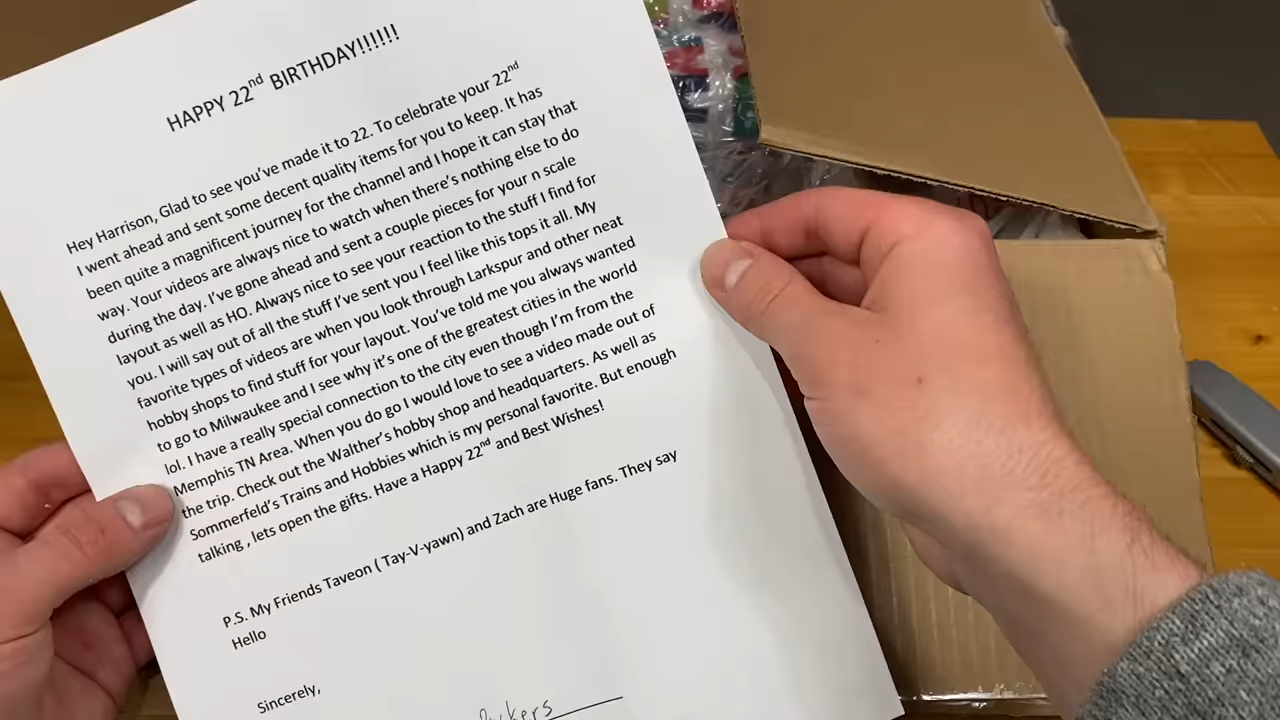 HAPPY 22nd BIRTHDAY!!!!!!
Hey Harrison, Glad to see you've made it to 22. To celebrate your 22nd
I went ahead and sent some decent quality items for you to keep. It has
been quite a magnificent journey for the channel and I hope it can stay that
way. Your videos are always nice to watch when there's nothing else to do
during the day. I've gone ahead and sent a couple pieces for your n scale
layout as well as HO. Always nice to see your reaction to the stuff I find for
you. I will say out of all the stuff I've sent you I feel like this tops it all. My
favorite types of videos are when you look through Larkspur and other neat
hobby shops to find stuff for your layout. You've told me you always wanted
to go to Milwaukee and I see why it's one of the greatest cities in the world
lol. I have a really special connection to the city even though I'm from the
Memphis TN Area. When you do go I would love to see a video made out of
the trip. Check out the Walther's hobby shop and headquarters. As well as
Sommerfeld's Trains and Hobbies which is my personal favorite. But enough
talking , lets open the gifts. Have a Happy 22nd and Best Wishes!
P.S. My Friends Taveon ( Tay-V-yawn) and Zach are Huge fans. They say
Hello
Sincerely,